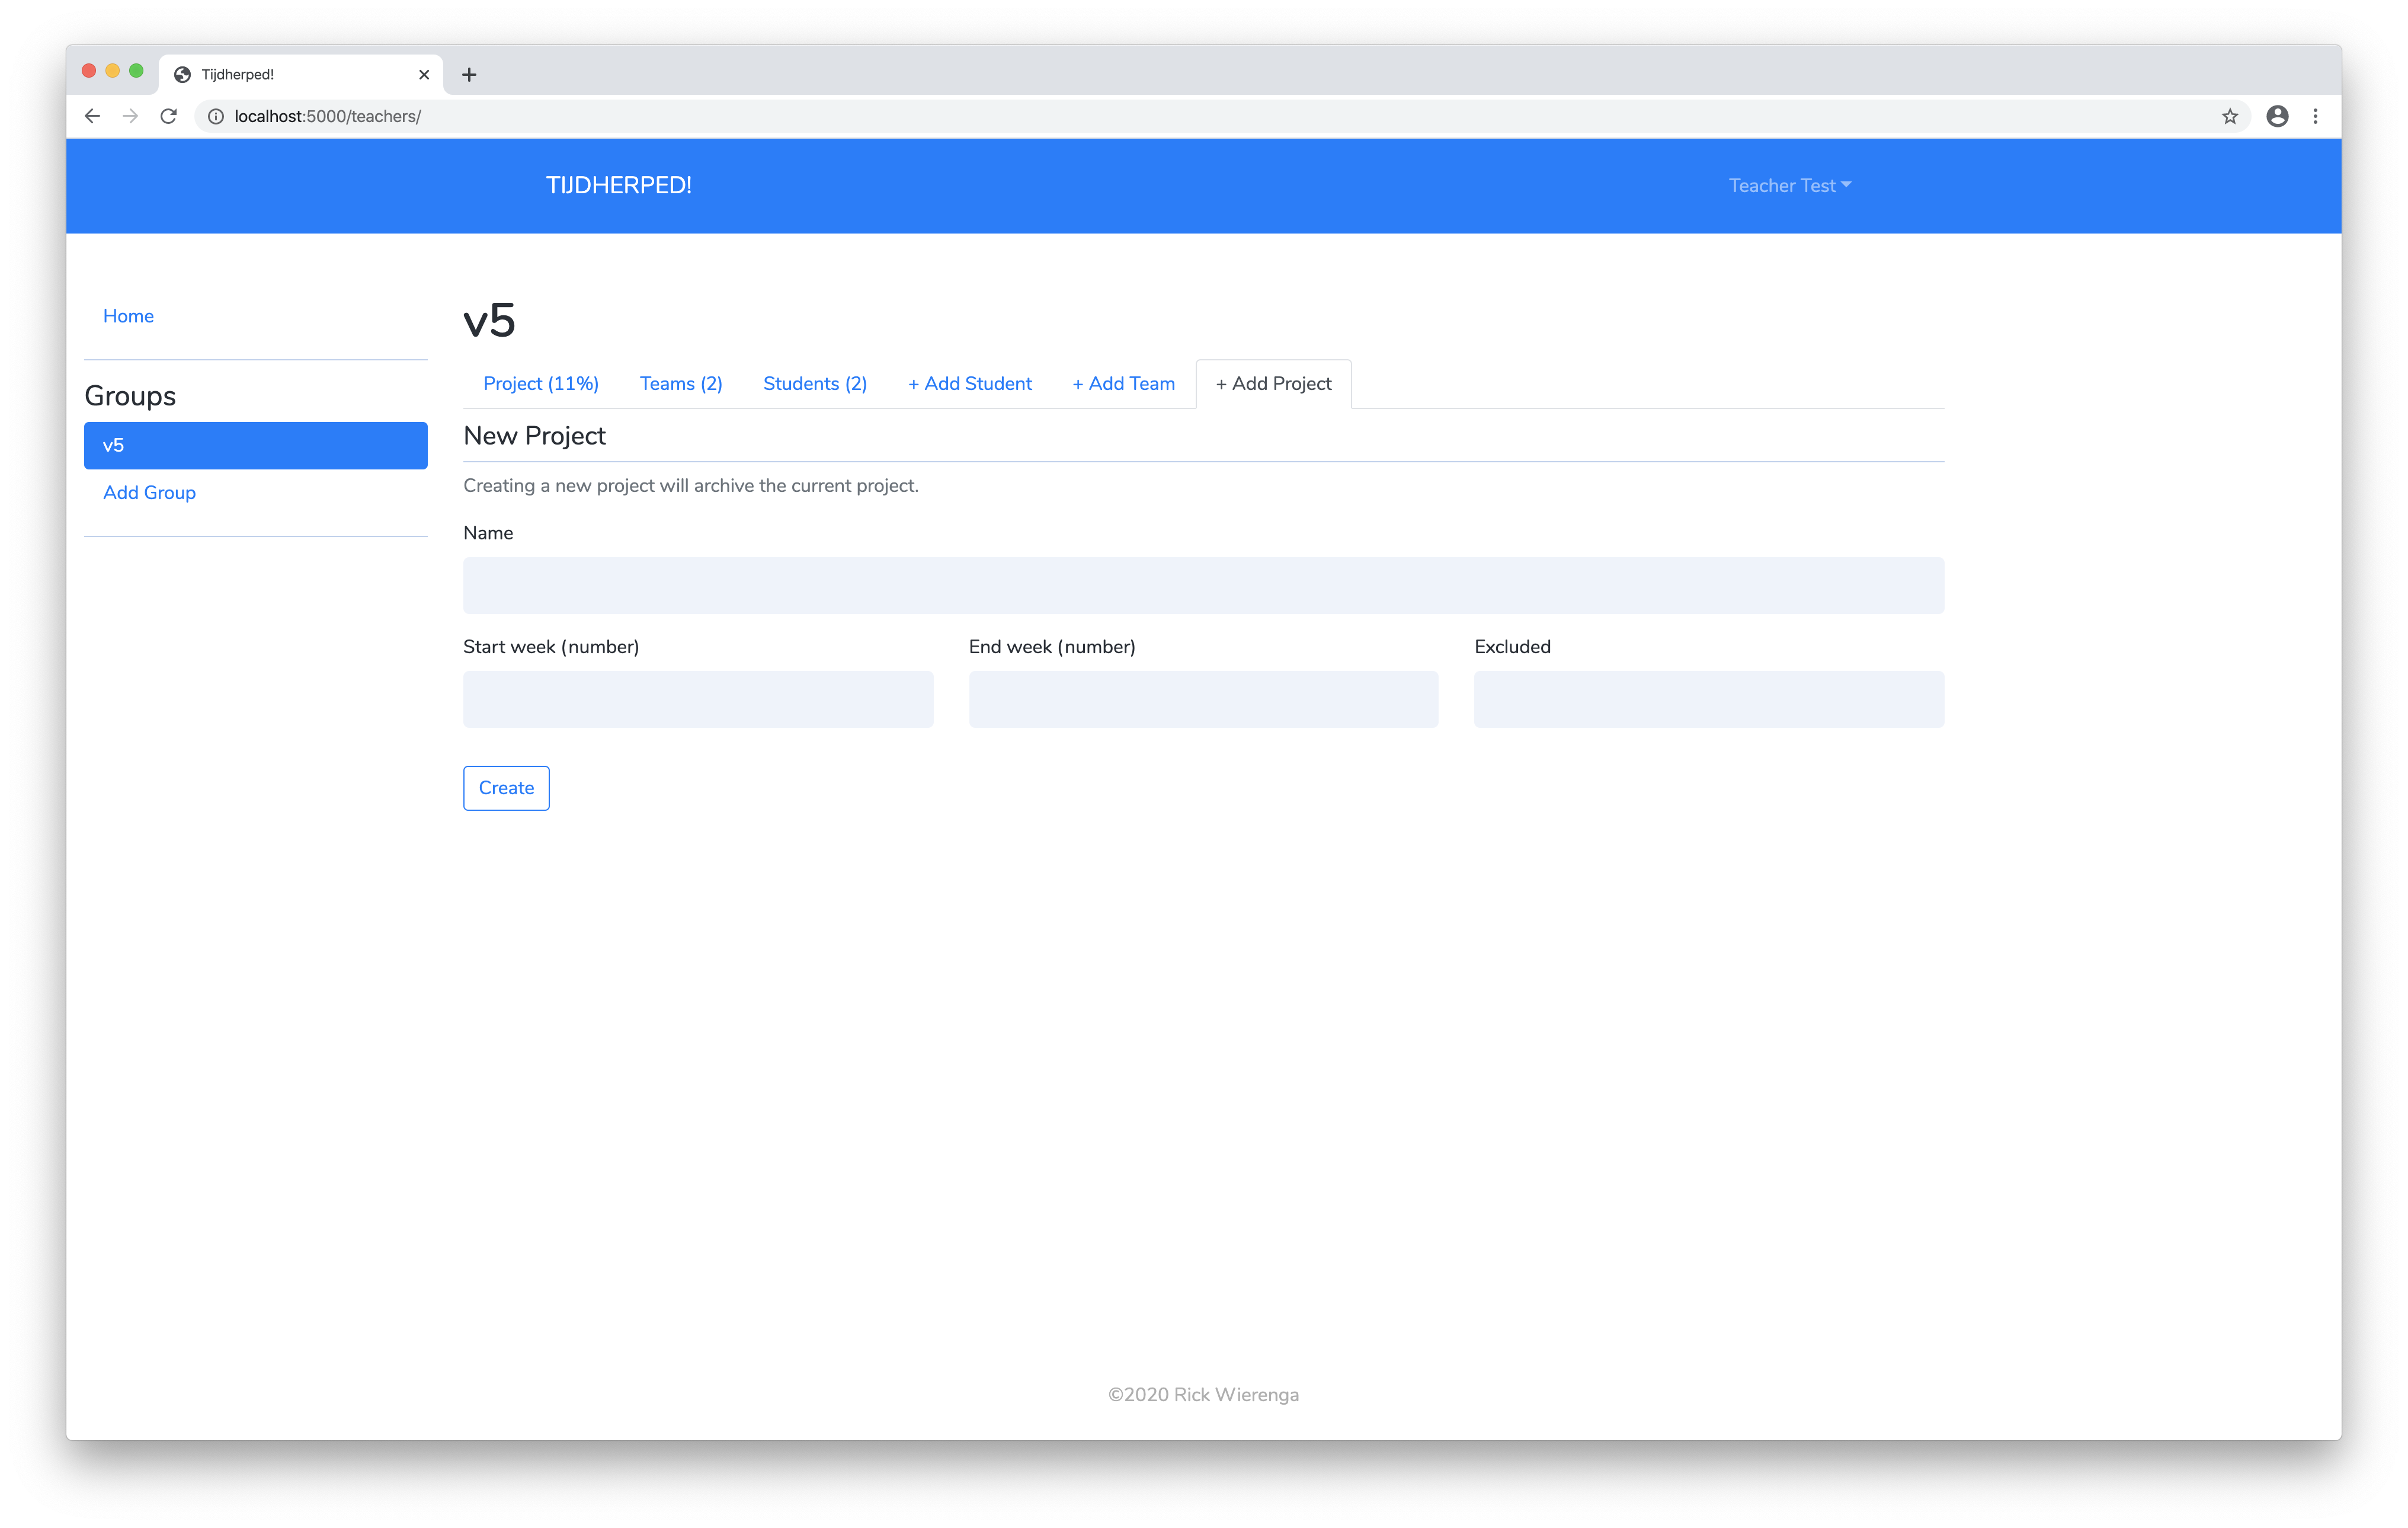 Tijdherped!
localhost:5000/teachers/
TIJDHERPED!
Teacher Test
Home
Groups
v5
Add Group
v5
Project (11%) Teams (2) Students (2) + Add Student + Add Team + Add Project
New Project
Creating a new project will archive the current project.
Name
Start week (number) End week (number) Excluded
Create
©2020 Rick Wierenga